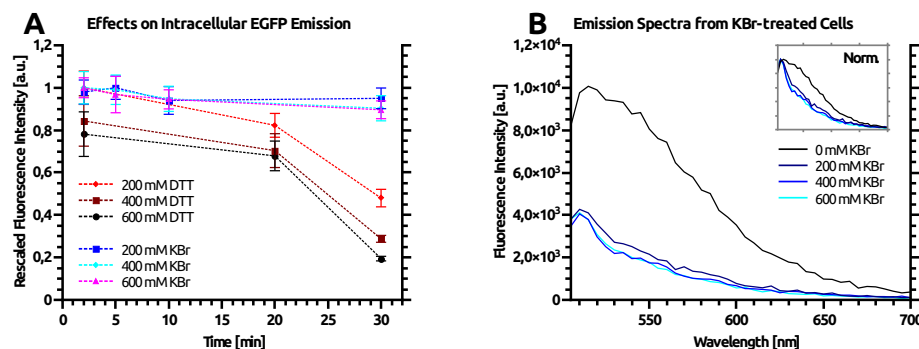 A Effects on Intracellular EGFP Emission
Rescaled Fluorescence Intensity [a.u.]
1,2
1
0,8
0,6
0,4
0,2
0
200 mM DTT
400 mM DTT
600 mM DTT
200 mM KBr
400 mM KBr
600 mM KBr
0 5 10 15 20 25 30
Time [min]
B Emission Spectra from KBr-treated Cells
Fluorescence Intensity [a.u.]
1,2×10⁴
1,0×10⁴
8,0×10³
6,0×10³
4,0×10³
2,0×10³
0
Norm.
0 mM KBr
200 mM KBr
400 mM KBr
600 mM KBr
550 600 650 700
Wavelength [nm]